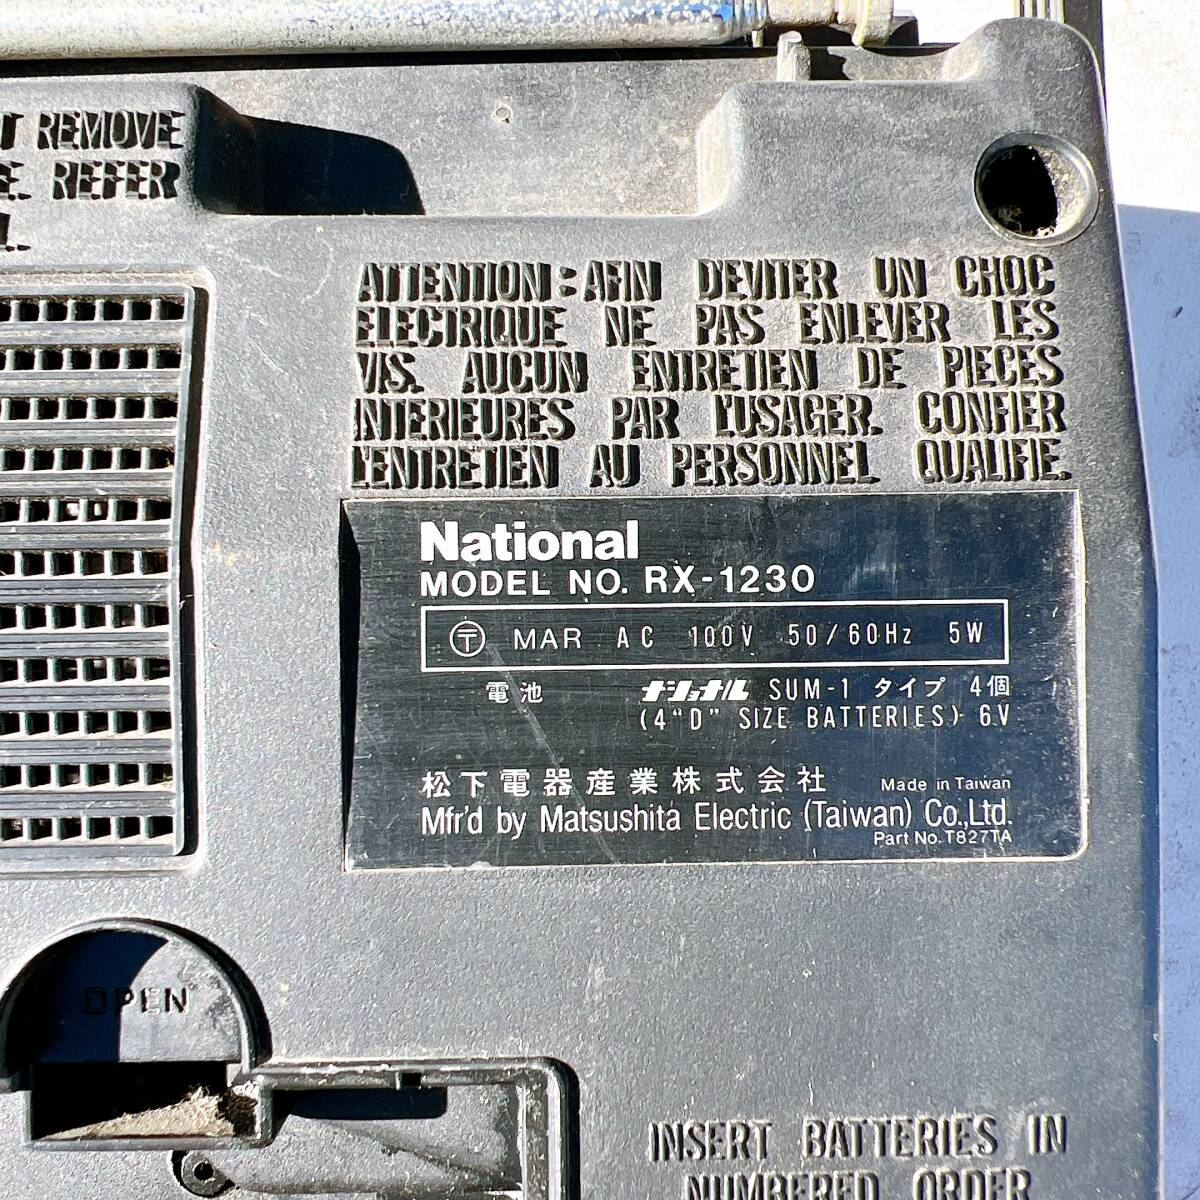 T REMOVE
E. REFER
L.
ATTENTION : AFIN D'EVITER UN CHOC
ELECTRIQUE NE PAS ENLEVER LES
VIS. AUCUN ENTRETIEN DE PIECES
INTERIEURES PAR L'USAGER. CONFIER
L'ENTRETIEN AU PERSONNEL QUALIFIE.
National
MODEL NO. RX-1230
〒 MAR AC 100V 50/60Hz 5W
電池 ナショナル SUM-1 タイプ 4個
(4“D” SIZE BATTERIES) 6V
松下電器産業株式会社 Made in Taiwan
Mfr'd by Matsushita Electric (Taiwan) Co.,Ltd.
Part No. T827TA
OPEN
INSERT BATTERIES IN
NUMBERED ORDER